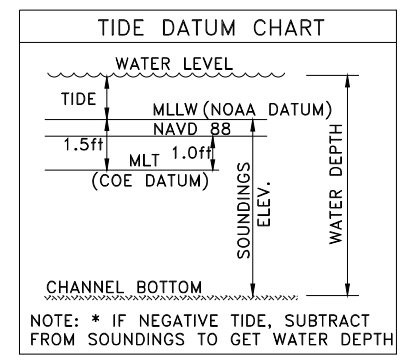 TIDE DATUM CHART
WATER LEVEL
TIDE
MLLW (NOAA DATUM)
NAVD 88
1.5ft
1.0ft
MLT
(COE DATUM)
SOUNDINGS
ELEV.
WATER DEPTH
CHANNEL BOTTOM
NOTE: * IF NEGATIVE TIDE, SUBTRACT
FROM SOUNDINGS TO GET WATER DEPTH